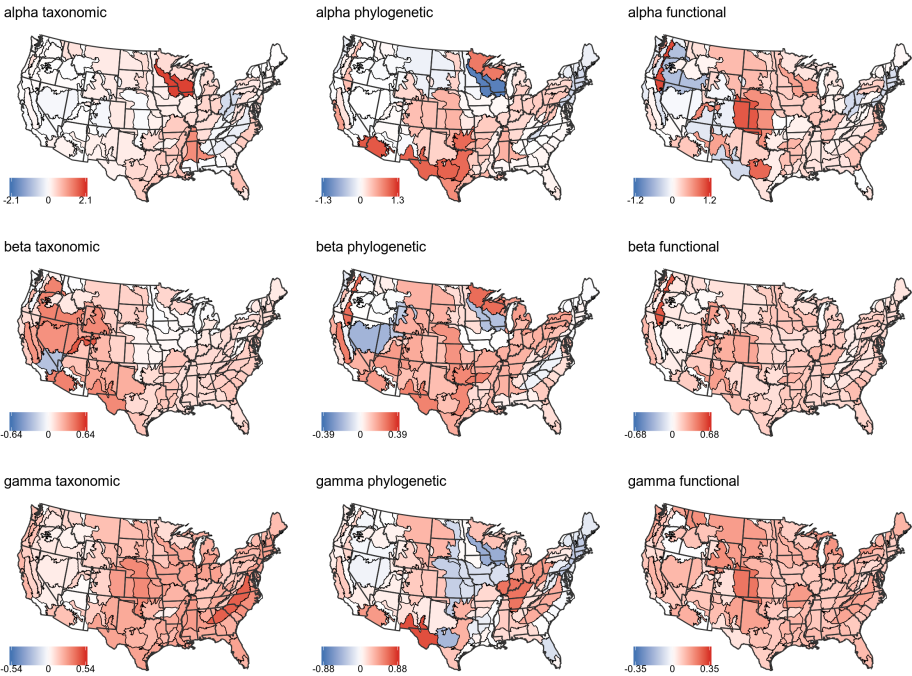 alpha taxonomic
alpha phylogenetic
alpha functional
-2.1 0 2.1
-1.3 0 1.3
-1.2 0 1.2
beta taxonomic
beta phylogenetic
beta functional
-0.64 0 0.64
-0.39 0 0.39
-0.68 0 0.68
gamma taxonomic
gamma phylogenetic
gamma functional
-0.54 0 0.54
-0.88 0 0.88
-0.35 0 0.35